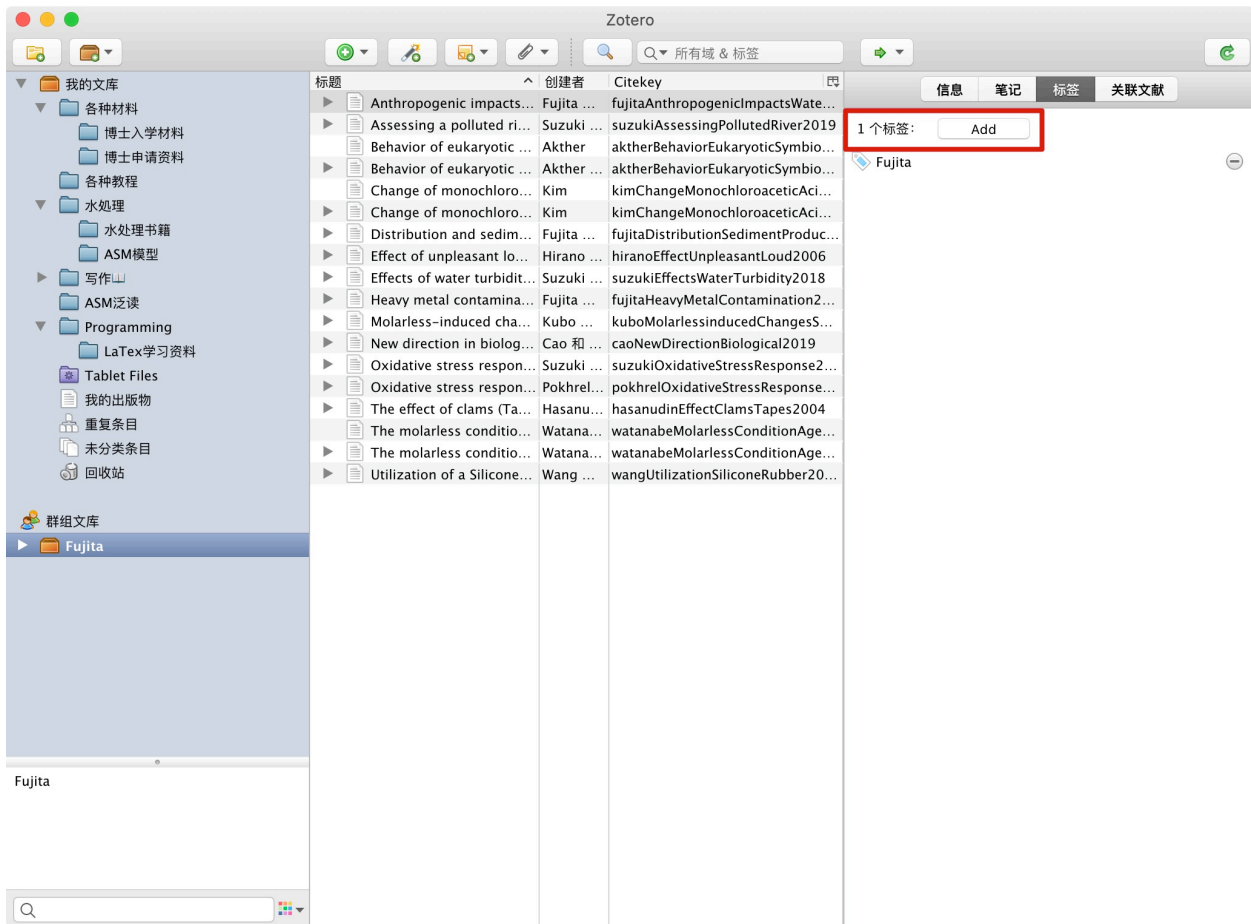 Zotero
所有域 & 标签
我的文库
各种材料
博士入学材料
博士申请资料
各种教程
水处理
水处理书籍
ASM模型
写作📖
ASM泛读
Programming
LaTex学习资料
Tablet Files
我的出版物
重复条目
未分类条目
回收站
群组文库
Fujita
Fujita
标题 创建者 Citekey
Anthropogenic impacts... Fujita ... fujitaAnthropogenicImpactsWate...
Assessing a polluted ri... Suzuki ... suzukiAssessingPollutedRiver2019
Behavior of eukaryotic ... Akther aktherBehaviorEukaryoticSymbio...
Behavior of eukaryotic ... Akther ... aktherBehaviorEukaryoticSymbio...
Change of monochloro... Kim kimChangeMonochloroaceticAci...
Change of monochloro... Kim kimChangeMonochloroaceticAci...
Distribution and sedim... Fujita ... fujitaDistributionSedimentProduc...
Effect of unpleasant lo... Hirano ... hiranoEffectUnpleasantLoud2006
Effects of water turbidit... Suzuki ... suzukiEffectsWaterTurbidity2018
Heavy metal contamina... Fujita ... fujitaHeavyMetalContamination2...
Molarless-induced cha... Kubo ... kuboMolarlessinducedChangesS...
New direction in biolog... Cao 和 ... caoNewDirectionBiological2019
Oxidative stress respon... Suzuki ... suzukiOxidativeStressResponse2...
Oxidative stress respon... Pokhrel... pokhrelOxidativeStressResponse...
The effect of clams (Ta... Hasanu... hasanudinEffectClamsTapes2004
The molarless conditio... Watana... watanabeMolarlessConditionAge...
The molarless conditio... Watana... watanabeMolarlessConditionAge...
Utilization of a Silicone... Wang ... wangUtilizationSiliconeRubber20...
信息 笔记 标签 关联文献
1 个标签: Add
Fujita